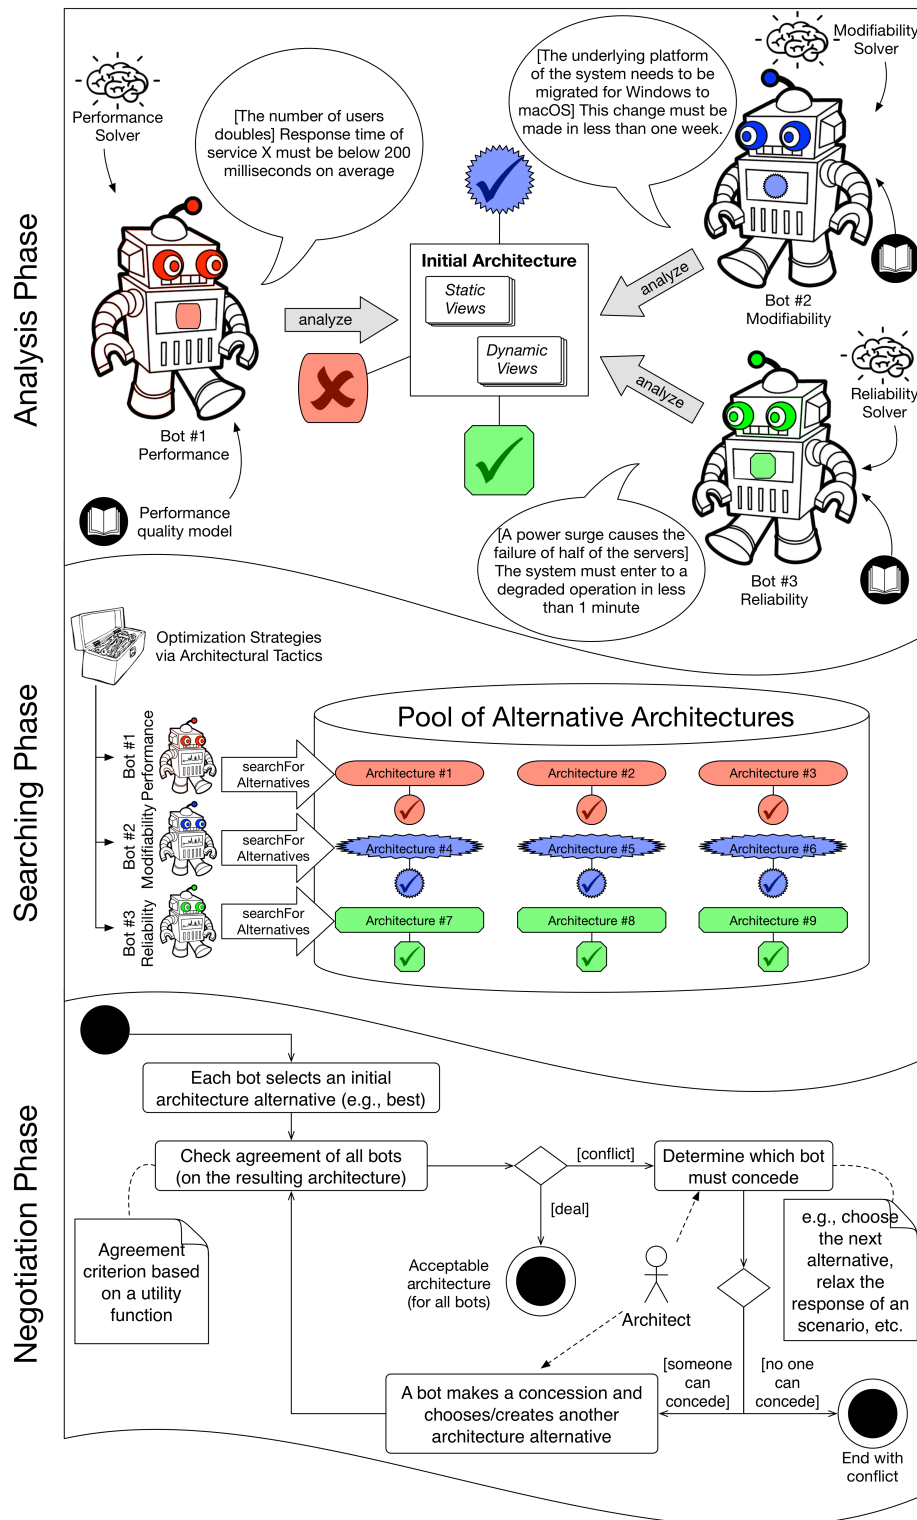 Analysis Phase
Performance
Solver
[The number of users
doubles] Response time of
service X must be below 200
milliseconds on average
[The underlying platform
of the system needs to be
migrated for Windows to
macOS] This change must be
made in less than one week.
Modifiability
Solver
Initial Architecture
Static
Views
Dynamic
Views
analyze
analyze
analyze
Bot #1
Performance
Performance
quality model
Bot #2
Modifiability
Reliability
Solver
Bot #3
Reliability
[A power surge causes the
failure of half of the servers]
The system must enter to a
degraded operation in less
than 1 minute
Searching Phase
Optimization Strategies
via Architectural Tactics
Pool of Alternative Architectures
Bot #1
Performance
searchFor
Alternatives
Architecture #1
Architecture #2
Architecture #3
Bot #2
Modifiability
searchFor
Alternatives
Architecture #4
Architecture #5
Architecture #6
Bot #3
Reliability
searchFor
Alternatives
Architecture #7
Architecture #8
Architecture #9
Negotiation Phase
Each bot selects an initial
architecture alternative (e.g., best)
Check agreement of all bots
(on the resulting architecture)
[conflict]
Determine which bot
must concede
[deal]
Agreement
criterion based
on a utility
function
Acceptable
architecture
(for all bots)
Architect
e.g., choose
the next
alternative,
relax the
response of an
scenario, etc.
[someone
can
concede]
[no one
can
concede]
A bot makes a concession and
chooses/creates another
architecture alternative
End with
conflict